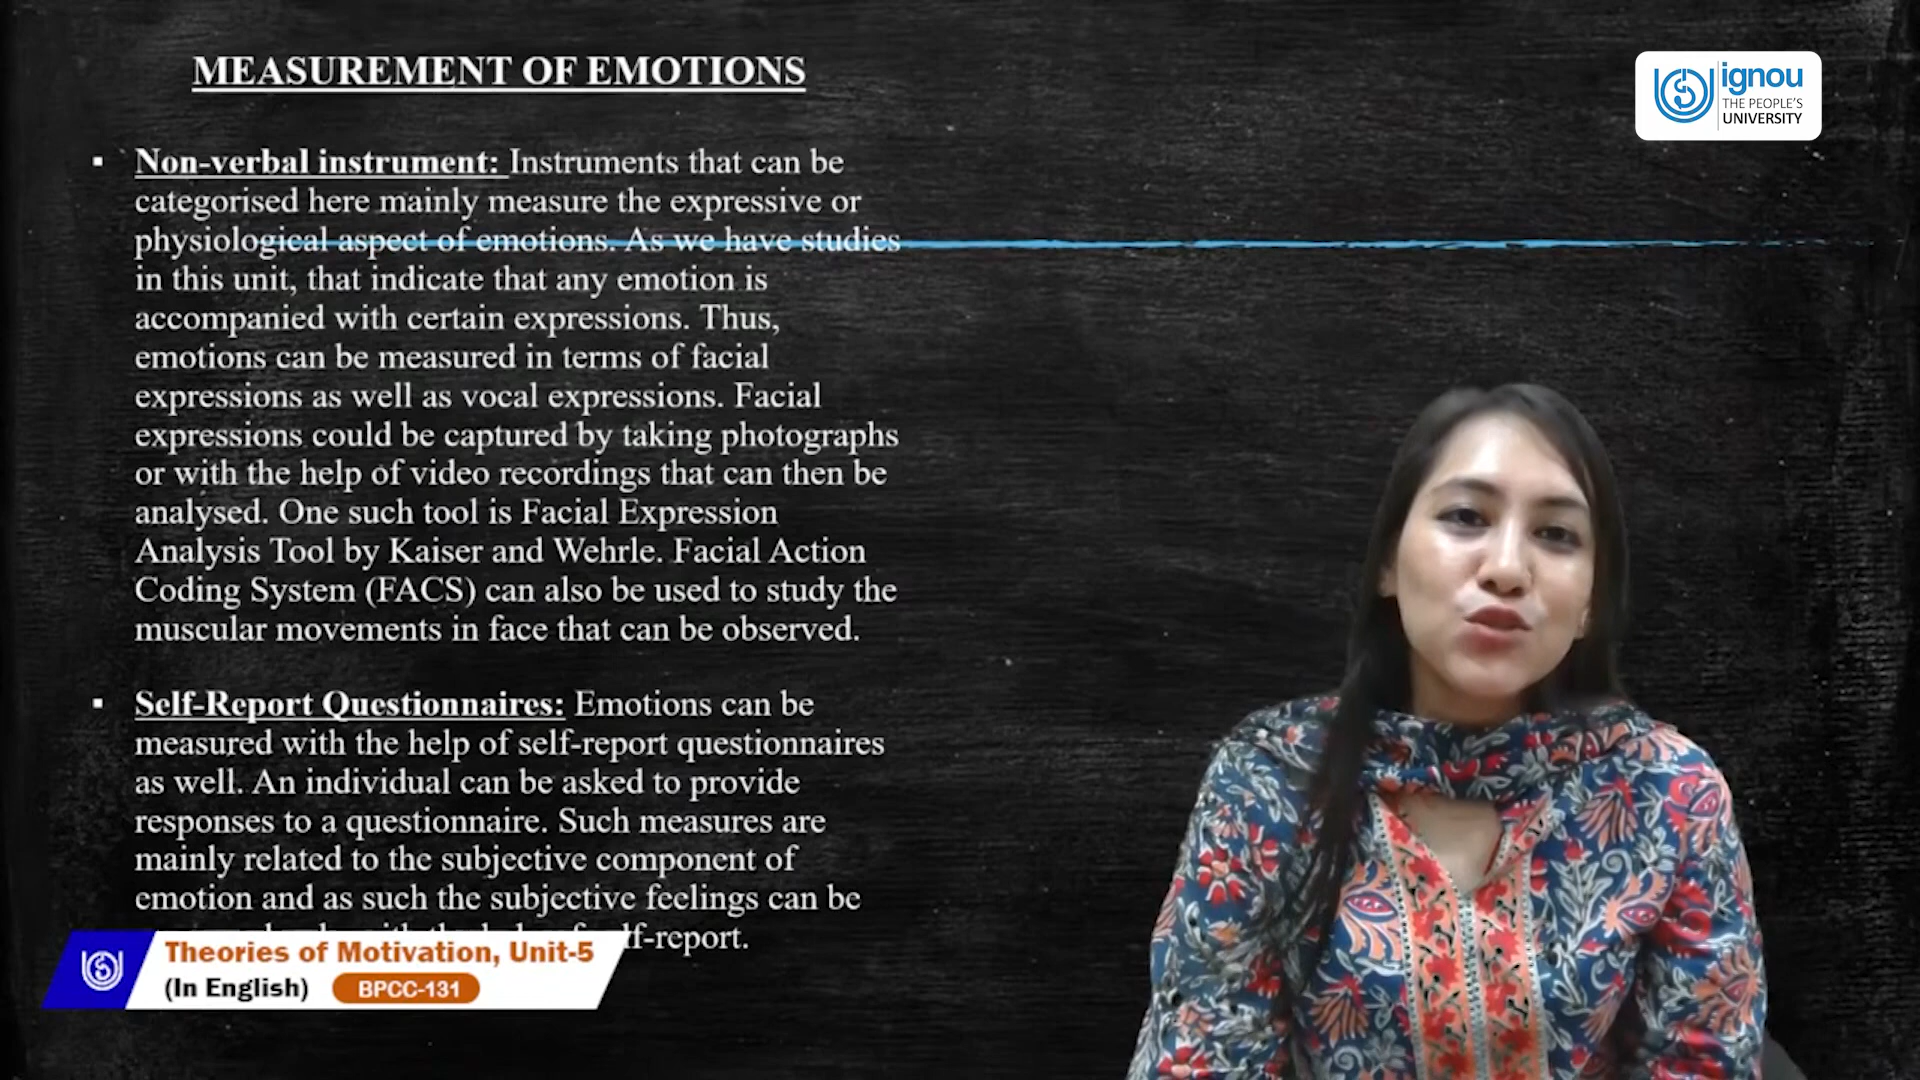 MEASUREMENT OF EMOTIONS
▪ Non-verbal instrument: Instruments that can be
categorised here mainly measure the expressive or
physiological aspect of emotions. As we have studies
in this unit, that indicate that any emotion is
accompanied with certain expressions. Thus,
emotions can be measured in terms of facial
expressions as well as vocal expressions. Facial
expressions could be captured by taking photographs
or with the help of video recordings that can then be
analysed. One such tool is Facial Expression
Analysis Tool by Kaiser and Wehrle. Facial Action
Coding System (FACS) can also be used to study the
muscular movements in face that can be observed.
▪ Self-Report Questionnaires: Emotions can be
measured with the help of self-report questionnaires
as well. An individual can be asked to provide
responses to a questionnaire. Such measures are
mainly related to the subjective component of
emotion and as such the subjective feelings can be
lf-report.
ignou
THE PEOPLE'S
UNIVERSITY
Theories of Motivation, Unit-5
(In English) BPCC-131